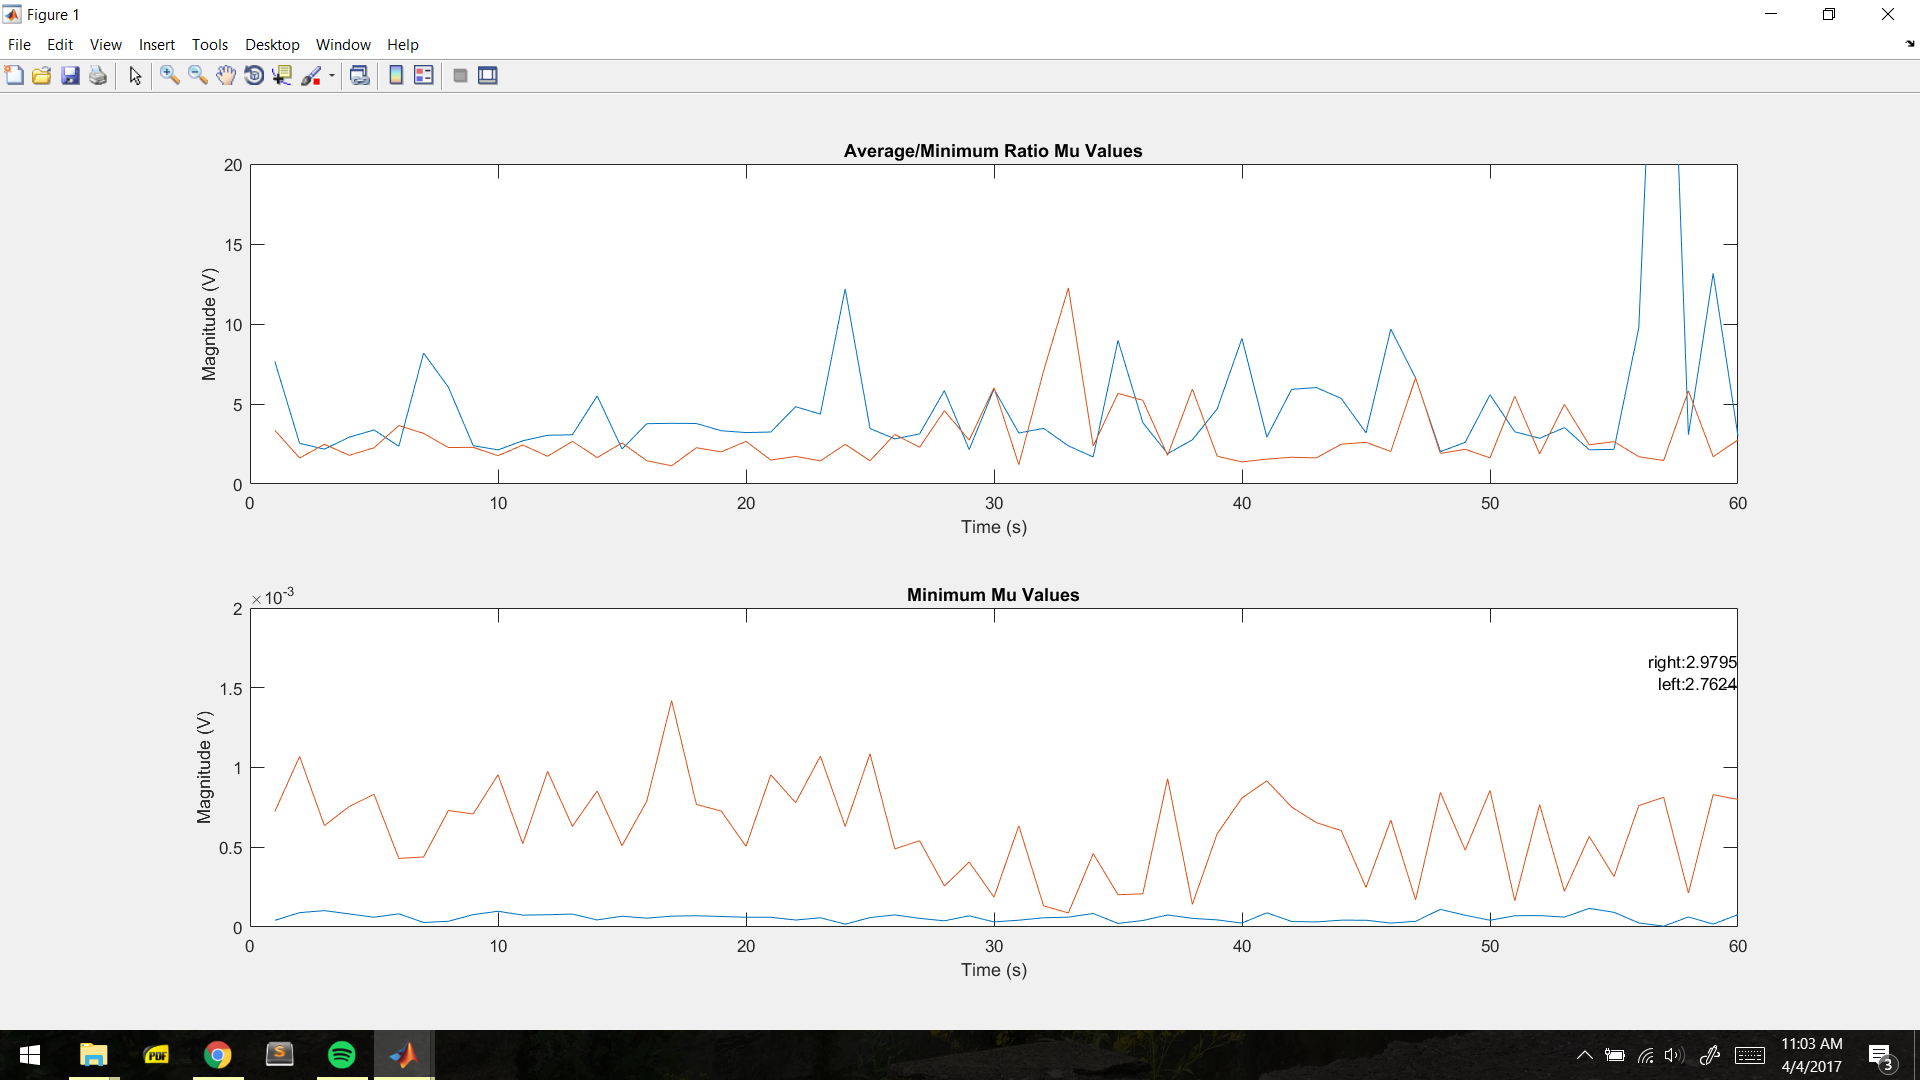 Figure 1
File Edit View Insert Tools Desktop Window Help
Average/Minimum Ratio Mu Values
20
15
10
5
0
Magnitude (V)
0 10 20 30 40 50 60
Time (s)
×10-3
Minimum Mu Values
2
1.5
1
0.5
0
Magnitude (V)
right:2.9795
left:2.7624
0 10 20 30 40 50 60
Time (s)
PDF
S
11:03 AM
4/4/2017
3